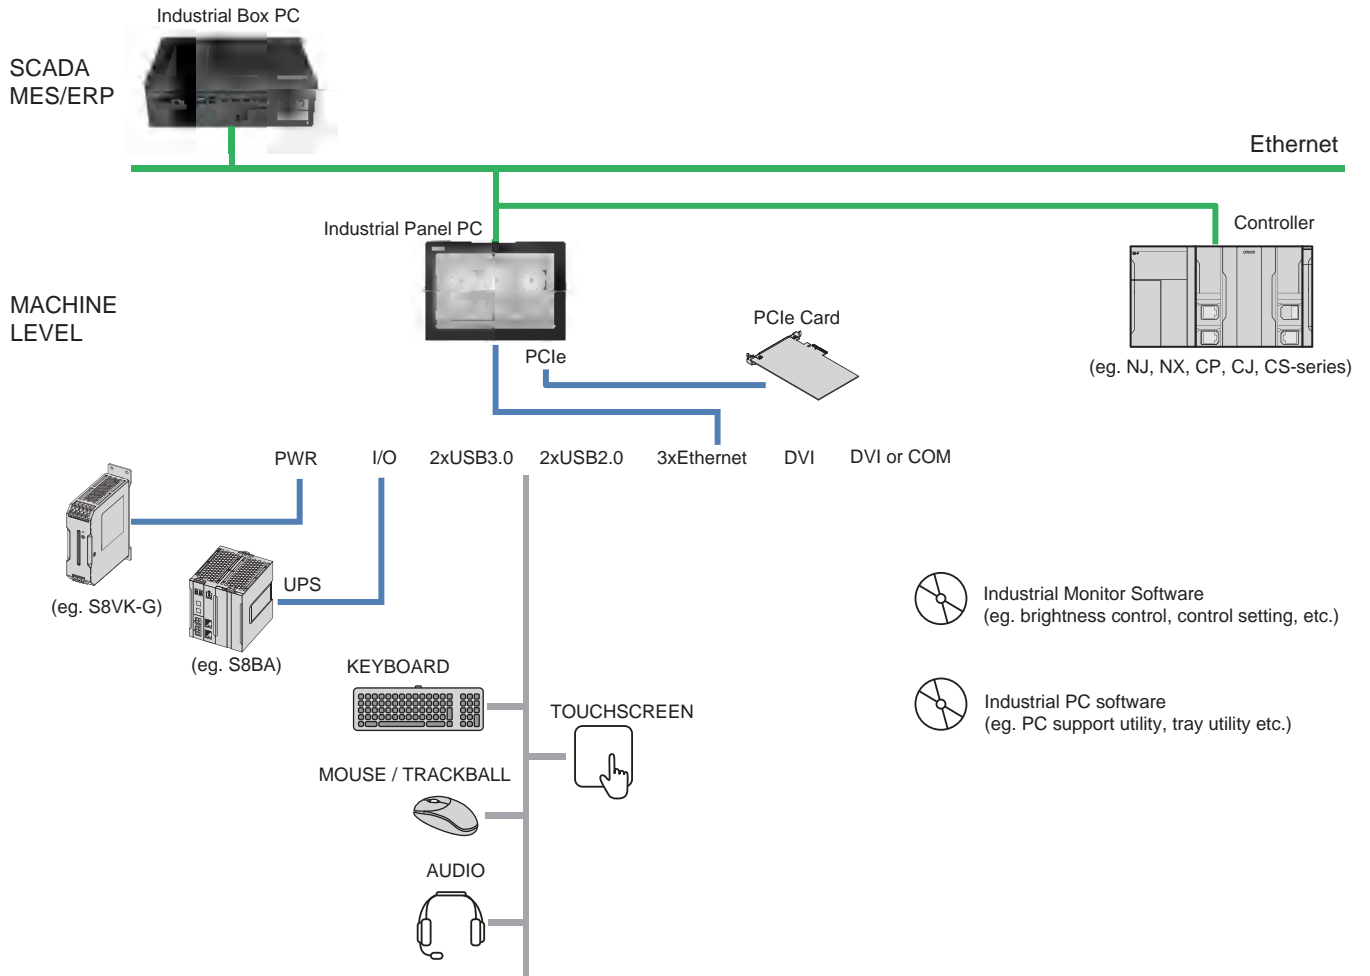 Industrial Box PC
SCADA
MES/ERP
Ethernet
Industrial Panel PC
Controller
MACHINE
LEVEL
PCIe Card
PCIe
(eg. NJ, NX, CP, CJ, CS-series)
PWR I/O 2xUSB3.0 2xUSB2.0 3xEthernet DVI DVI or COM
UPS
(eg. S8VK-G)
(eg. S8BA)
Industrial Monitor Software
(eg. brightness control, control setting, etc.)
KEYBOARD
TOUCHSCREEN
Industrial PC software
(eg. PC support utility, tray utility etc.)
MOUSE / TRACKBALL
AUDIO